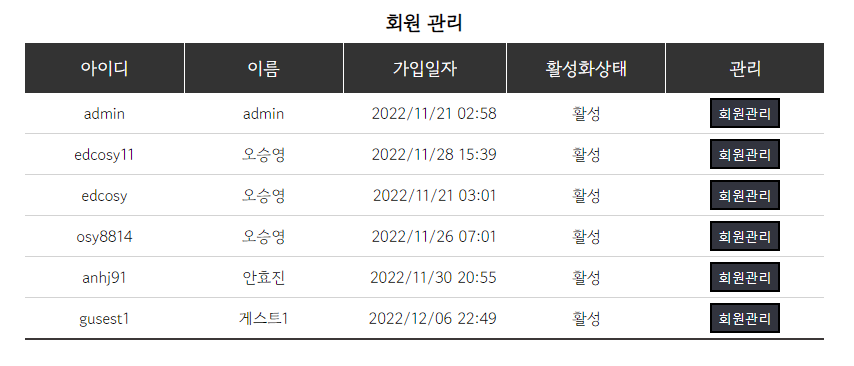 회원 관리
아이디 이름 가입일자 활성화상태 관리
admin admin 2022/11/21 02:58 활성 회원관리
edcosy11 오승영 2022/11/28 15:39 활성 회원관리
edcosy 오승영 2022/11/21 03:01 활성 회원관리
osy8814 오승영 2022/11/26 07:01 활성 회원관리
anhj91 안효진 2022/11/30 20:55 활성 회원관리
gusest1 게스트1 2022/12/06 22:49 활성 회원관리